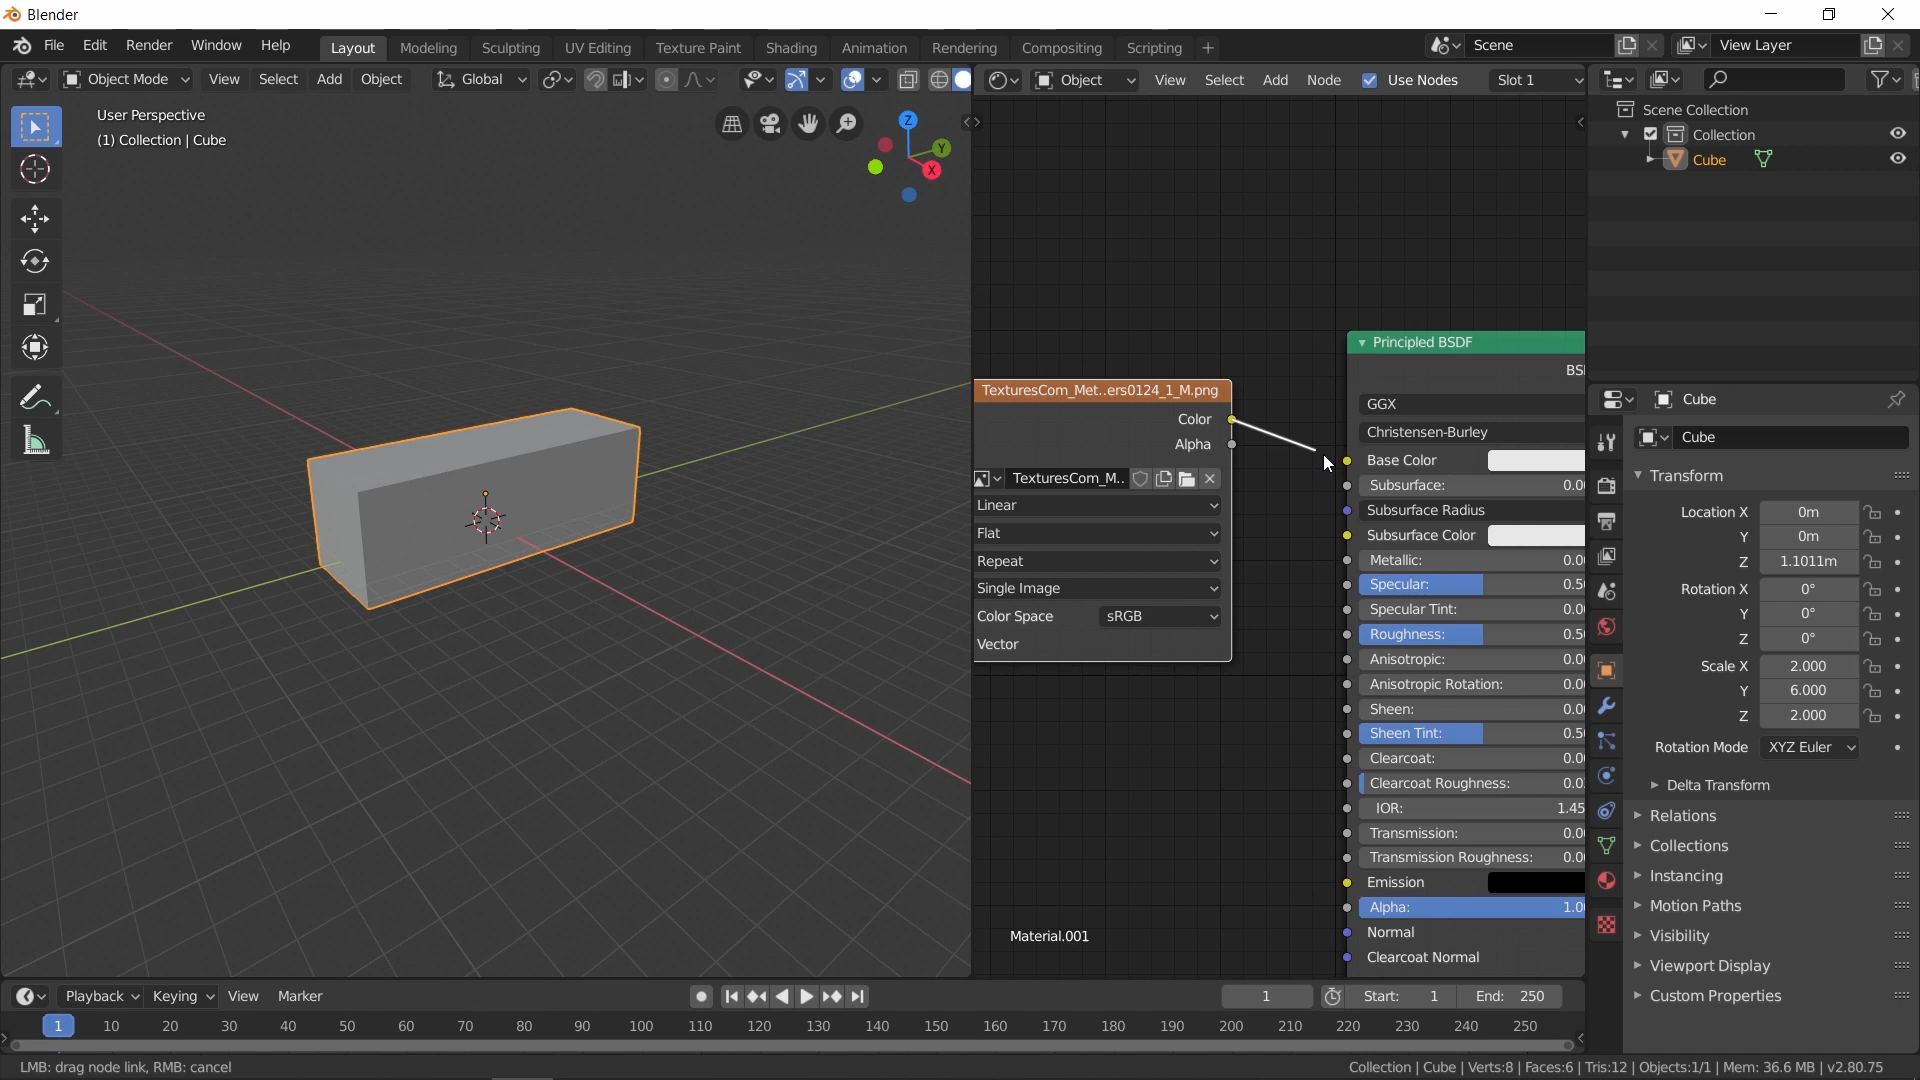 Blender
File Edit Render Window Help Layout Modeling Sculpting UV Editing Texture Paint Shading Animation Rendering Compositing Scripting + Scene View Layer
Object Mode View Select Add Object Global Object View Select Add Node Use Nodes Slot 1
User Perspective
(1) Collection | Cube
Z
Y
X
Scene Collection
Collection
Cube
Principled BSDF
GGX
Christensen-Burley
Base Color
Subsurface: 0.00
Subsurface Radius
Subsurface Color
Metallic:
Specular:
Specular Tint:
Roughness:
Anisotropic:
Anisotropic Rotation:
Sheen:
Sheen Tint:
Clearcoat:
Clearcoat Roughness:
IOR: 1.45
Transmission:
Transmission Roughness:
Emission
Alpha:
Normal
Clearcoat Normal
TexturesCom_Met..ers0124_1_M.png
Color
Alpha
TexturesCom_M..
Linear
Flat
Repeat
Single Image
Color Space sRGB
Vector
Material.001
Cube
Cube
Transform
Location X 0m
Y 0m
Z 1.1011m
Rotation X 0°
Y 0°
Z 0°
Scale X 2.000
Y 6.000
Z 2.000
Rotation Mode XYZ Euler
Delta Transform
Relations
Collections
Instancing
Motion Paths
Visibility
Viewport Display
Custom Properties
Playback Keying View Marker 1 Start: 1 End: 250
1 10 20 30 40 50 60 70 80 90 100 110 120 130 140 150 160 170 180 190 200 210 220 230 240 250
LMB: drag node link, RMB: cancel
Collection | Cube | Verts:8 | Faces:6 | Tris:12 | Objects:1/1 | Mem: 36.6 MB | v2.80.75